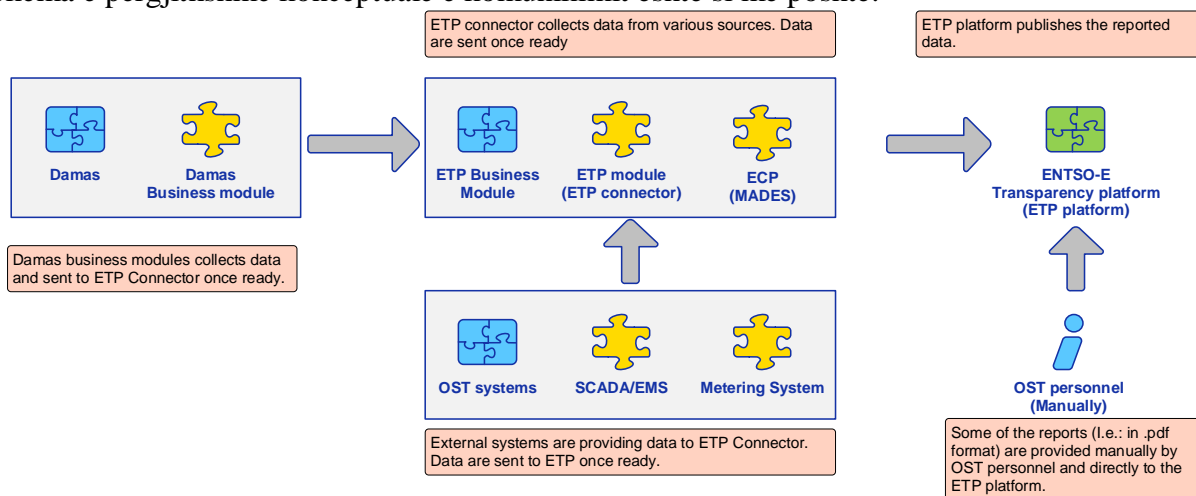 konceptuale e
ETP connector collects data from various sources. Data
are sent once ready
ETP platform publishes the reported
data.
Damas
Damas
Business module
ETP Business
Module
ETP module
(ETP connector)
ECP
(MADES)
ENTSO-E
Transparency platform
(ETP platform)
Damas business modules collects data
and sent to ETP Connector once ready.
OST systems
SCADA/EMS
Metering System
OST personnel
(Manually)
External systems are providing data to ETP Connector.
Data are sent to ETP once ready.
Some of the reports (I.e.: in .pdf
format) are provided manually by
OST personnel and directly to the
ETP platform.